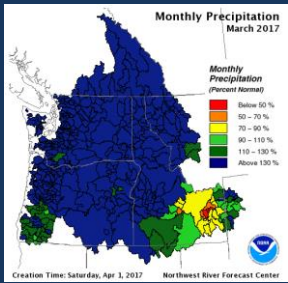 Monthly Precipitation
March 2017
Monthly
Precipitation
(Percent Normal)
Below 50 %
50 – 70 %
70 – 90 %
90 – 110 %
110 – 130 %
Above 130 %
Creation Time: Saturday, Apr 1, 2017
Northwest River Forecast Center